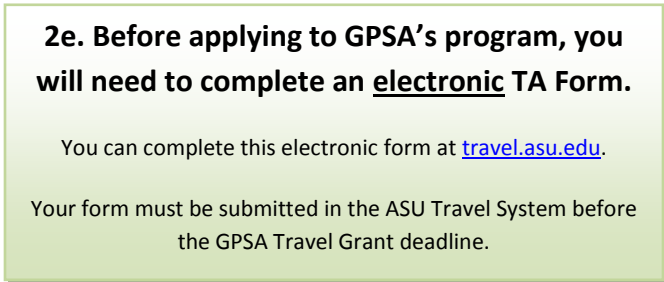 2e. Before applying to GPSA’s program, you
will need to complete an electronic TA Form.
You can complete this electronic form at travel.asu.edu.
Your form must be submitted in the ASU Travel System before
the GPSA Travel Grant deadline.